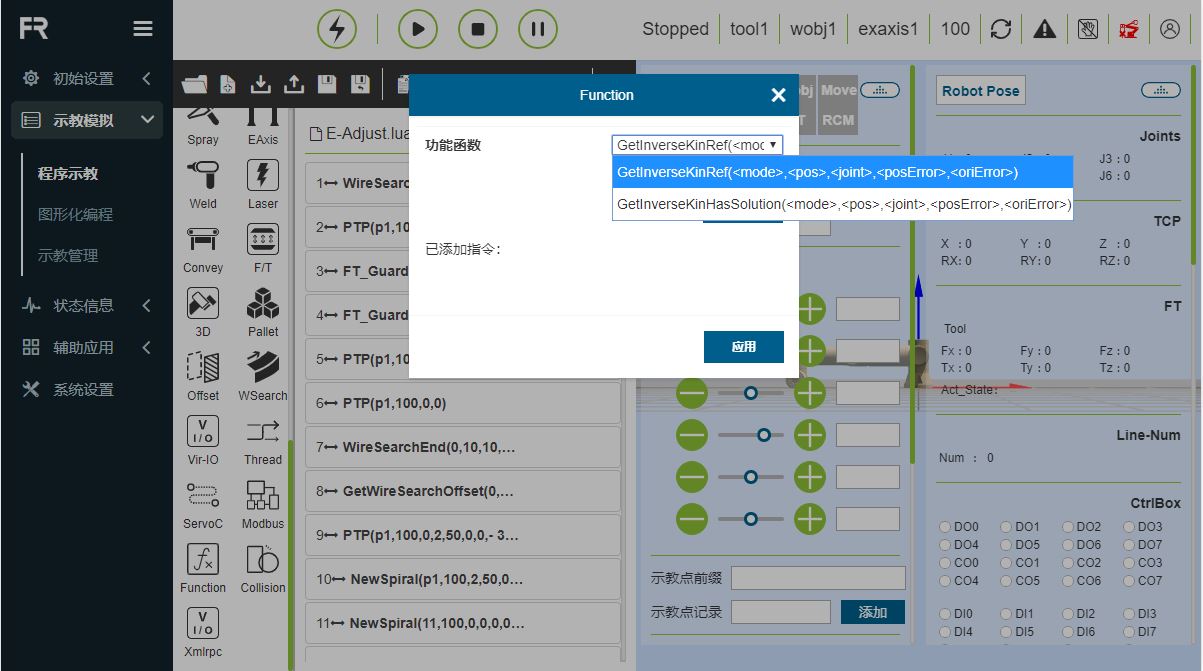 FR
Stopped
tool1
wobj1
exaxis1
100
初始设置
示教模拟
程序示教
图形化编程
示教管理
状态信息
辅助应用
系统设置
Spray
EAxis
Weld
Laser
Convey
F/T
3D
Pallet
Offset
WSearch
V
I/O
Vir-IO
Thread
ServoC
Modbus
Function
Collision
V
I/O
Xmlrpc
E-Adjust.lua
1 WireSearc
2 PTP(p1,10
3 FT_Guard
4 FT_Guard
5 PTP(p1,10
6 PTP(p1,100,0,0)
7 WireSearchEnd(0,10,10,…
8 GetWireSearchOffset(0,…
9 PTP(p1,100,0,2,50,0,0,- 3…
10 NewSpiral(p1,100,2,50,0…
11 NewSpiral(11,100,0,0,0,0…
Function
功能函数
GetInverseKinRef(<mod
GetInverseKinRef(<mode>,<pos>,<joint>,<posError>,<oriError>)
GetInverseKinHasSolution(<mode>,<pos>,<joint>,<posError>,<oriError>)
已添加指令：
应用
bj
Move
T
RCM
示教点前缀
示教点记录
添加
Robot Pose
Joints
J3 : 0
J6 : 0
TCP
X : 0
Y : 0
Z : 0
RX: 0
RY: 0
RZ: 0
FT
Tool
Fx : 0
Fy : 0
Fz : 0
Tx : 0
Ty : 0
Tz : 0
Act_State:
Line-Num
Num : 0
CtrlBox
DO0
DO1
DO2
DO3
DO4
DO5
DO6
DO7
CO0
CO1
CO2
CO3
CO4
CO5
CO6
CO7
DI0
DI1
DI2
DI3
DI4
DI5
DI6
DI7